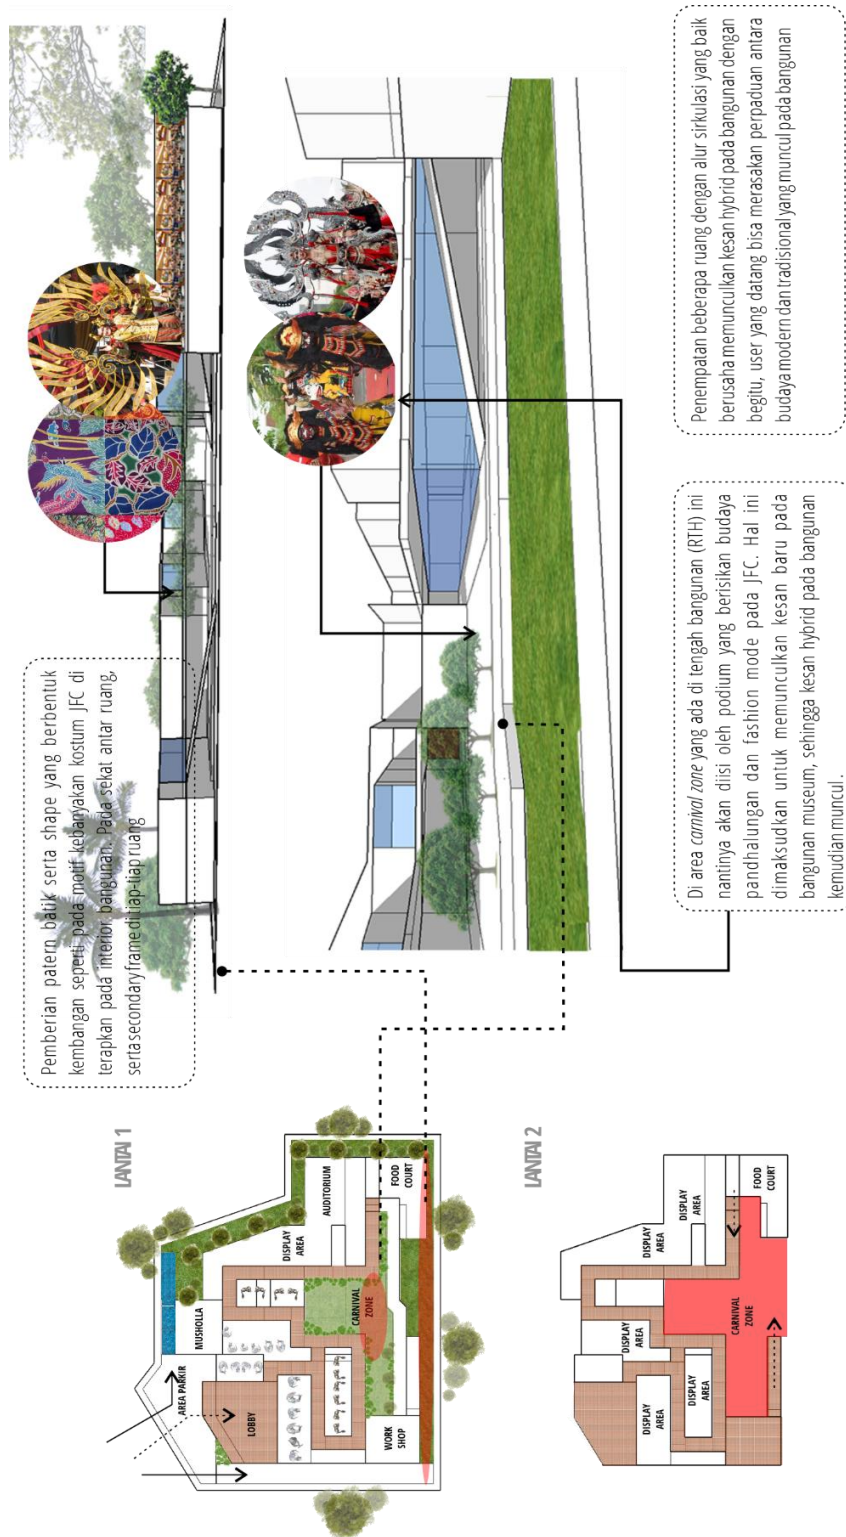 Pemberian patern batik serta shape yang berbentuk
kembangan seperti pada motif kebanyakan kostum JFC di
terapkan pada interior bangunan. Pada sekat antar ruang,
serta secondary frame di tiap-tiap ruang
Di area carnival zone yang ada di tengah bangunan (RTH) ini
nantinya akan diisi oleh podium yang berisikan budaya
pandhalungan dan fashion mode pada JFC. Hal ini
dimaksudkan untuk memunculkan kesan baru pada
bangunan museum, sehingga kesan hybrid pada bangunan
kemudian muncul.
Penempatan beberapa ruang dengan alur sirkulasi yang baik
berusaha memunculkan kesan hybrid pada bangunan dengan
begitu, user yang datang bisa merasakan perpaduan antara
budaya modern dan tradisional yang muncul pada bangunan
LANTAI 1
AREA PARKIR
MUSHOLLA
LOBBY
DISPLAY
AREA
AUDITORIUM
CARNIVAL
ZONE
WORK
SHOP
FOOD
COURT
LANTAI 2
DISPLAY
AREA
DISPLAY
AREA
DISPLAY
AREA
DISPLAY
AREA
DISPLAY
AREA
CARNIVAL
ZONE
FOOD
COURT